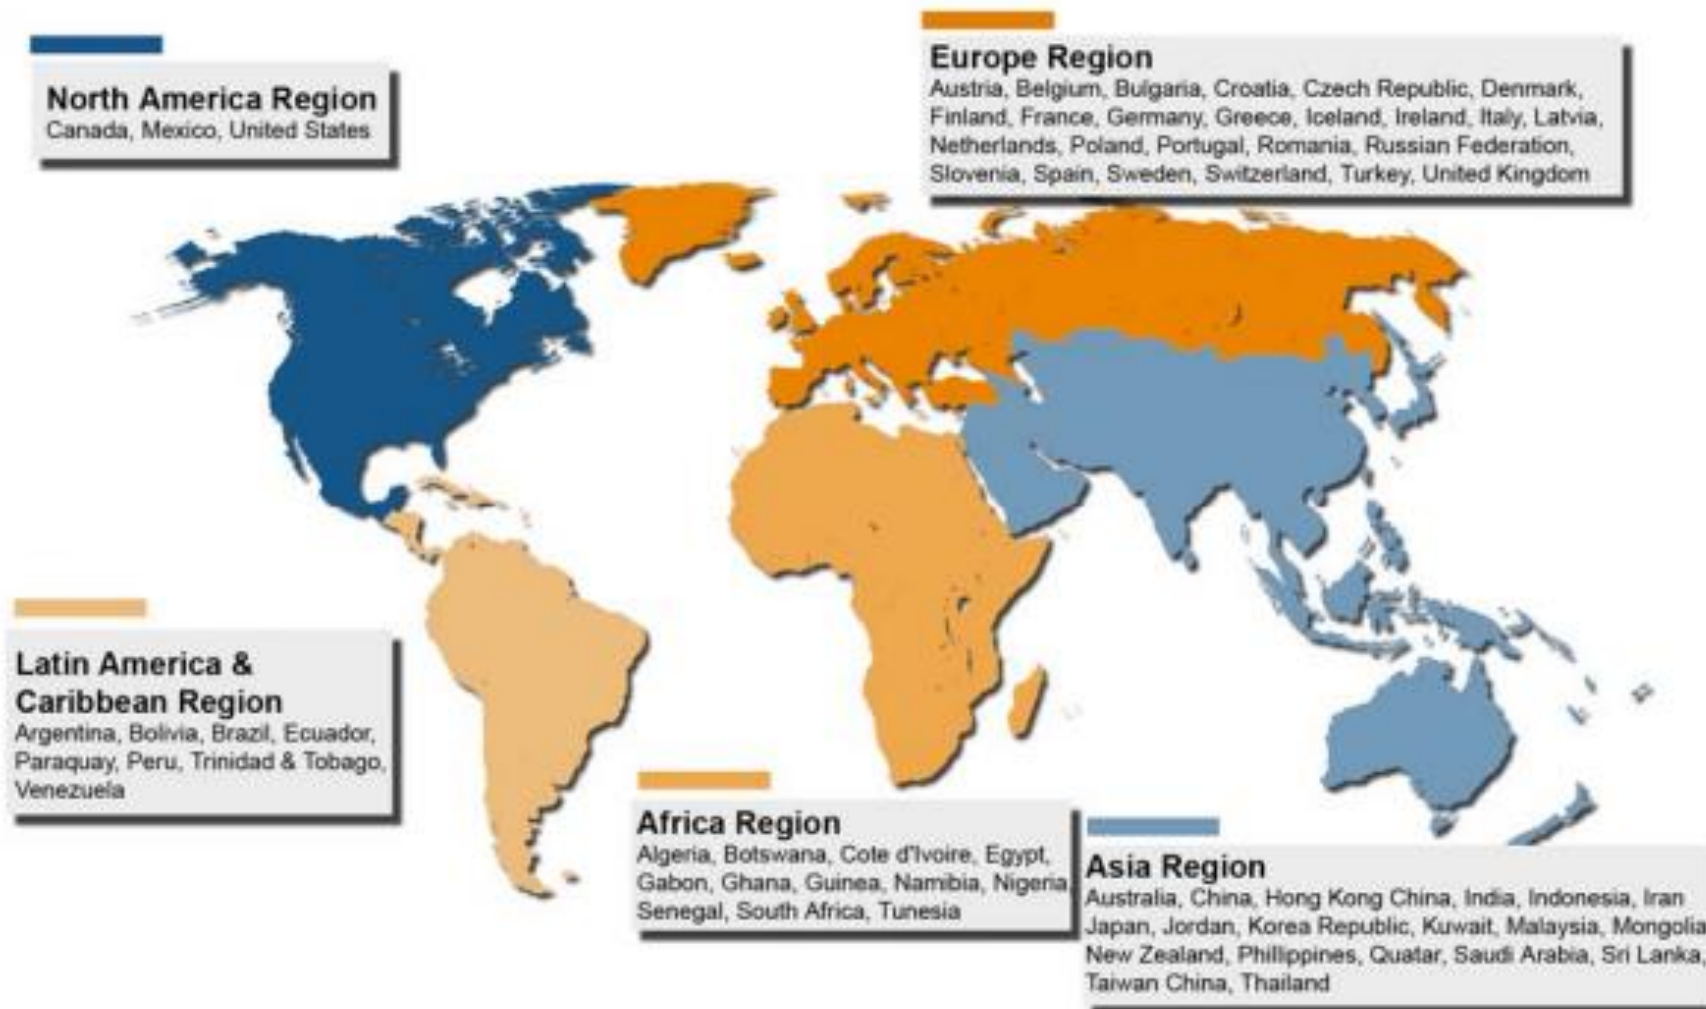 North America Region
Canada, Mexico, United States
Europe Region
Austria, Belgium, Bulgaria, Croatia, Czech Republic, Denmark,
Finland, France, Germany, Greece, Iceland, Ireland, Italy, Latvia,
Netherlands, Poland, Portugal, Romania, Russian Federation,
Slovenia, Spain, Sweden, Switzerland, Turkey, United Kingdom
Latin America &
Caribbean Region
Argentina, Bolivia, Brazil, Ecuador,
Paraquay, Peru, Trinidad & Tobago,
Venezuela
Africa Region
Algeria, Botswana, Cote d'Ivoire, Egypt,
Gabon, Ghana, Guinea, Namibia, Nigeria
Senegal, South Africa, Tunesia
Asia Region
Australia, China, Hong Kong China, India, Indonesia, Iran
Japan, Jordan, Korea Republic, Kuwait, Malaysia, Mongolia
New Zealand, Phillippines, Quatar, Saudi Arabia, Sri Lanka,
Taiwan China, Thailand